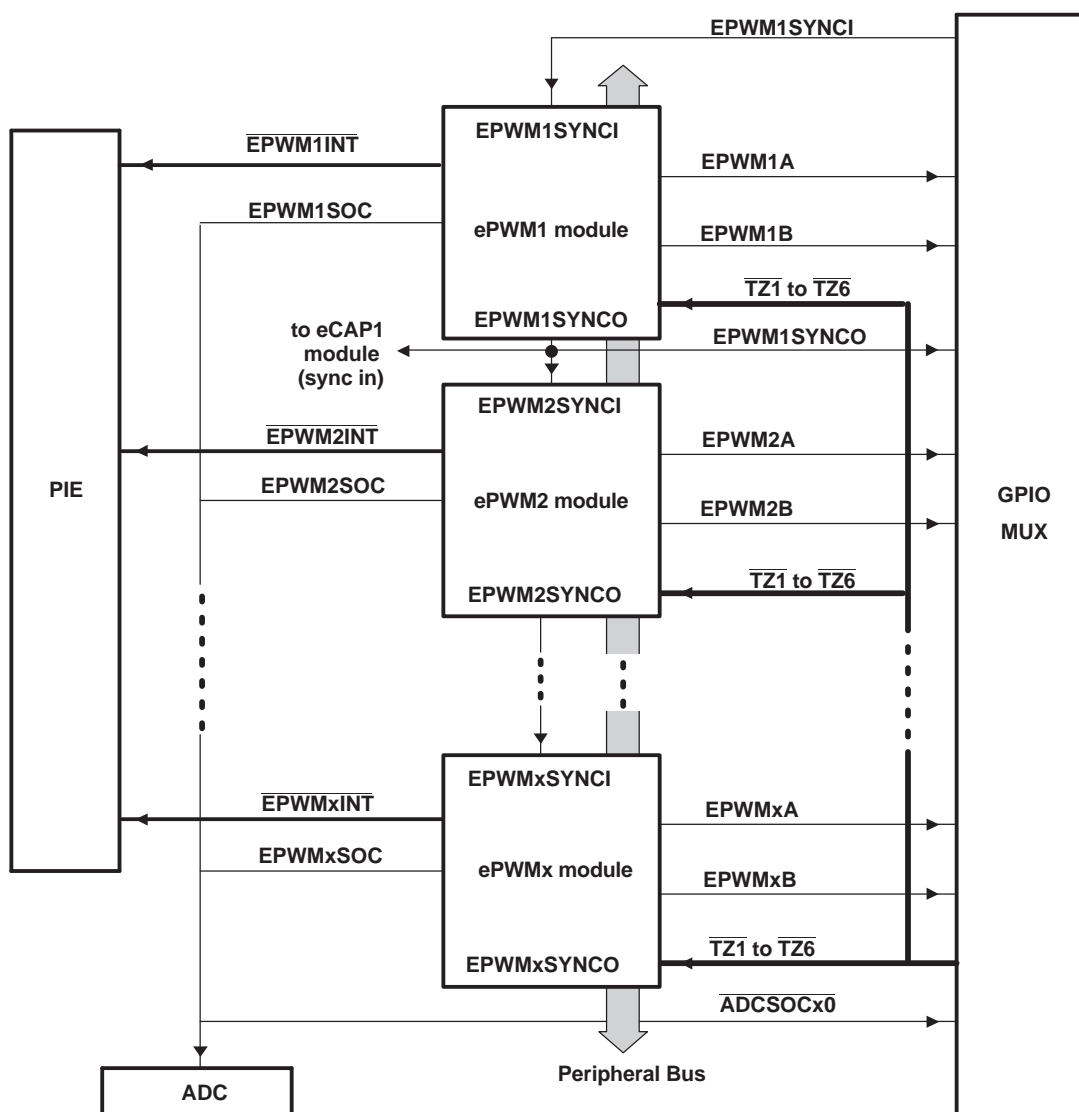 EPWM1SYNCI
EPWM1SYNCI
EPWM1INT
EPWM1A
EPWM1SOC
ePWM1 module
EPWM1B
TZ1 to TZ6
EPWM1SYNCO
to eCAP1
module
(sync in)
EPWM1SYNCO
EPWM2SYNCI
EPWM2INT
EPWM2A
PIE
EPWM2SOC
ePWM2 module
EPWM2B
GPIO
MUX
TZ1 to TZ6
EPWM2SYNCO
EPWMxSYNCI
EPWMxINT
EPWMxA
EPWMxSOC
ePWMx module
EPWMxB
TZ1 to TZ6
EPWMxSYNCO
ADCSOCx0
Peripheral Bus
ADC